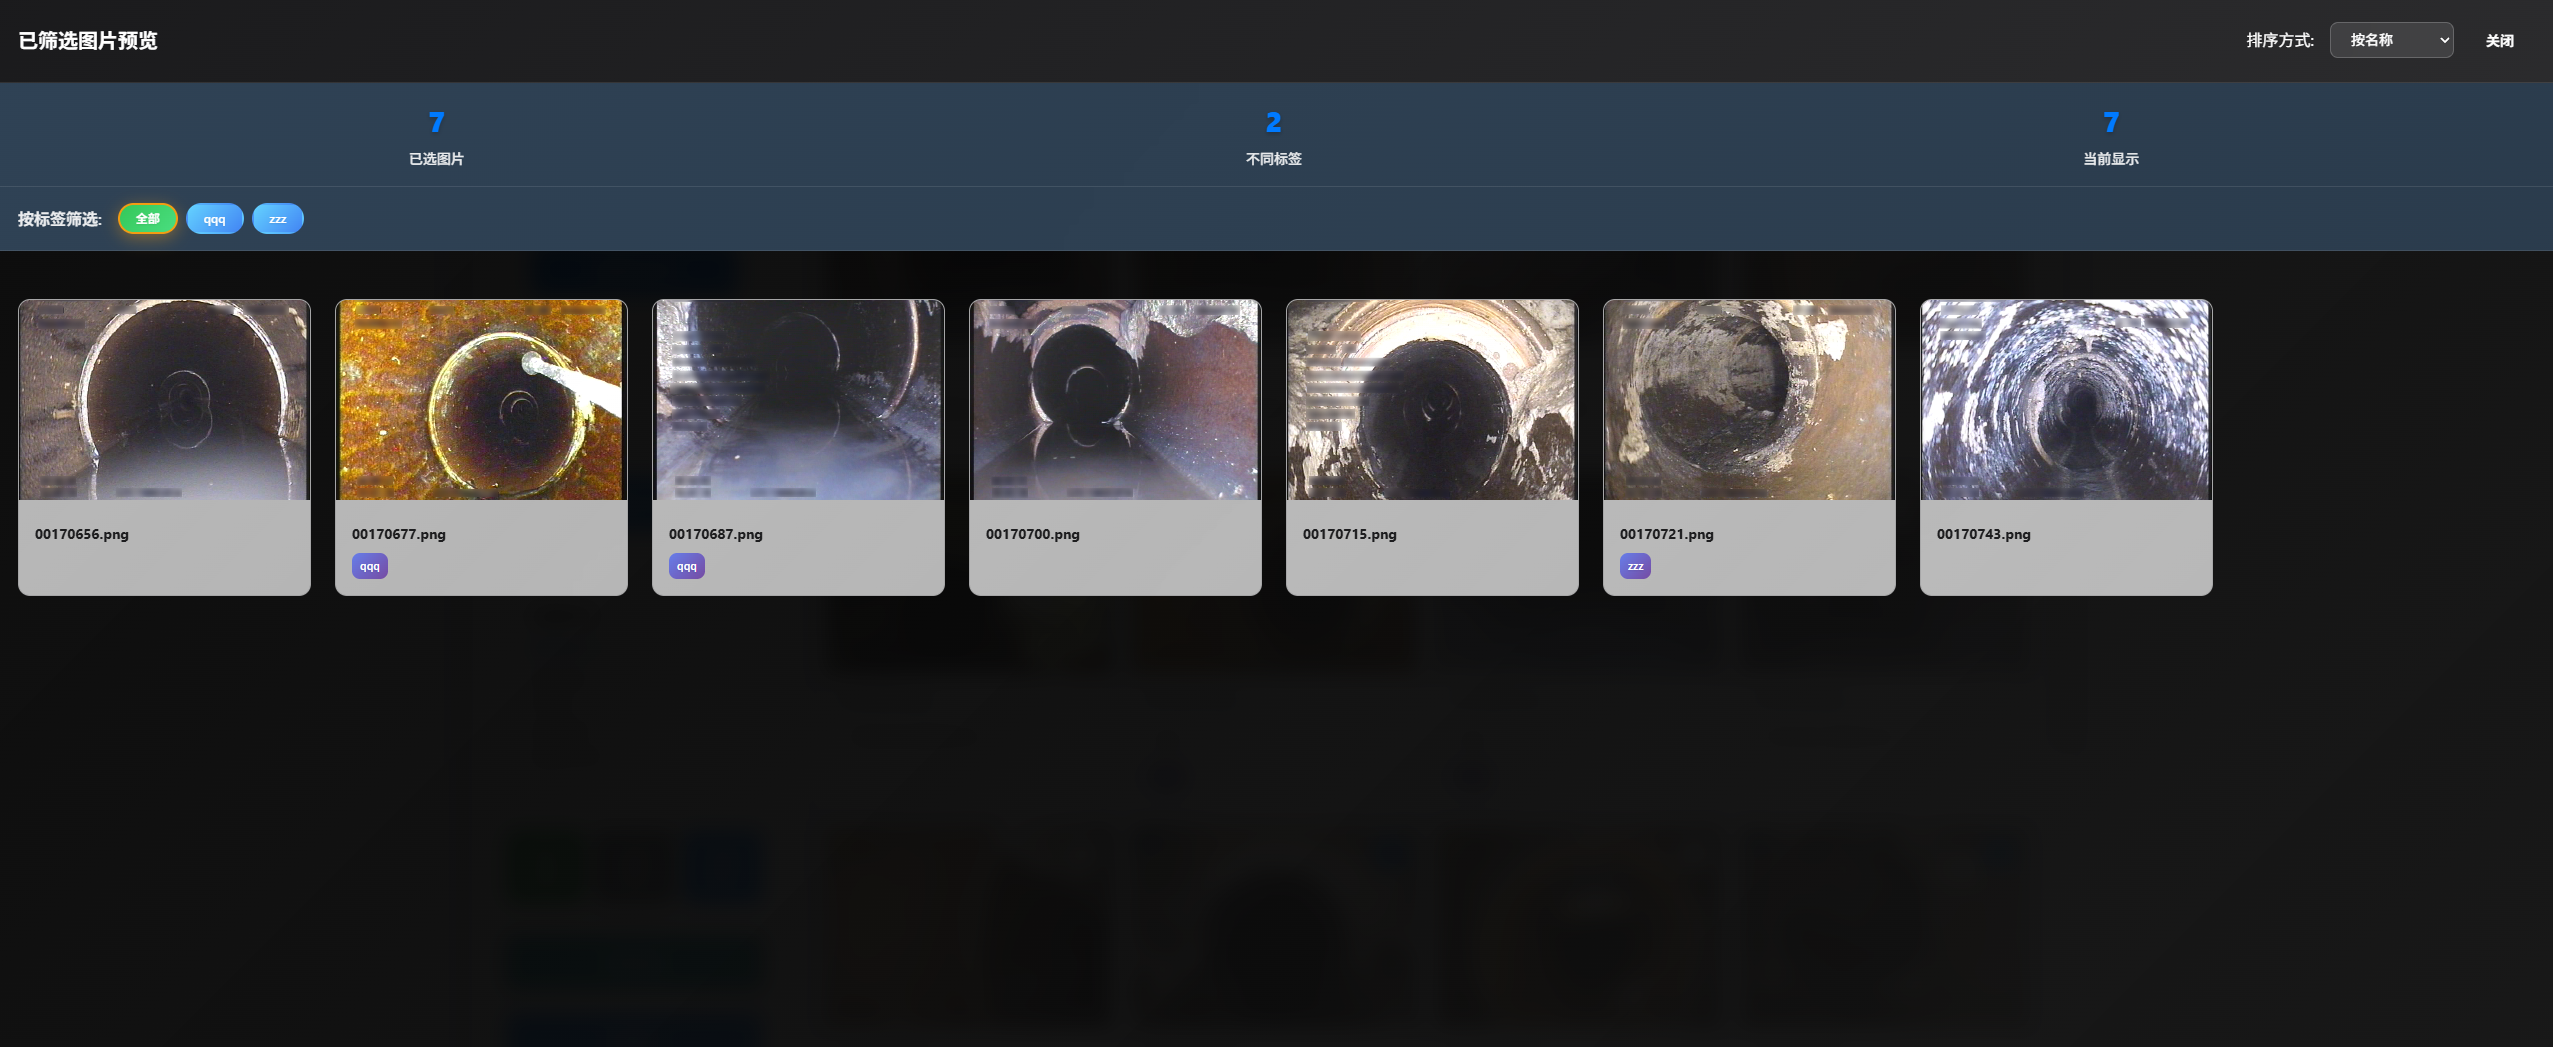 已筛选图片预览
排序方式: 按名称 关闭
7
已选图片
2
不同标签
7
当前显示
按标签筛选: 全部 qqq zzz
00170656.png
00170677.png
qqq
00170687.png
qqq
00170700.png
00170715.png
00170721.png
zzz
00170743.png